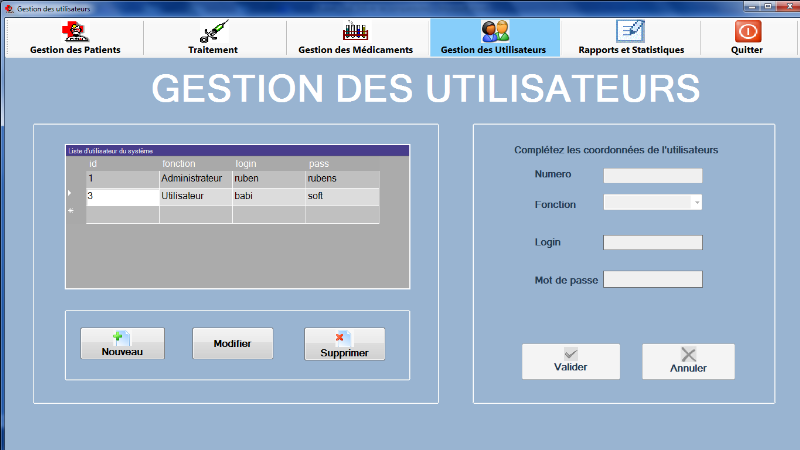 Gestion des utilisateurs
Gestion des Patients
Traitement
Gestion des Médicaments
Gestion des Utilisateurs
Rapports et Statistiques
Quitter
GESTION DES UTILISATEURS
Liste d'utilisateur du système
id fonction login pass
1 Administrateur ruben rubens
3 Utilisateur babi soft
Nouveau
Modifier
Supprimer
Complétez les coordonnées de l'utilisateurs
Numero
Fonction
Login
Mot de passe
Valider
Annuler